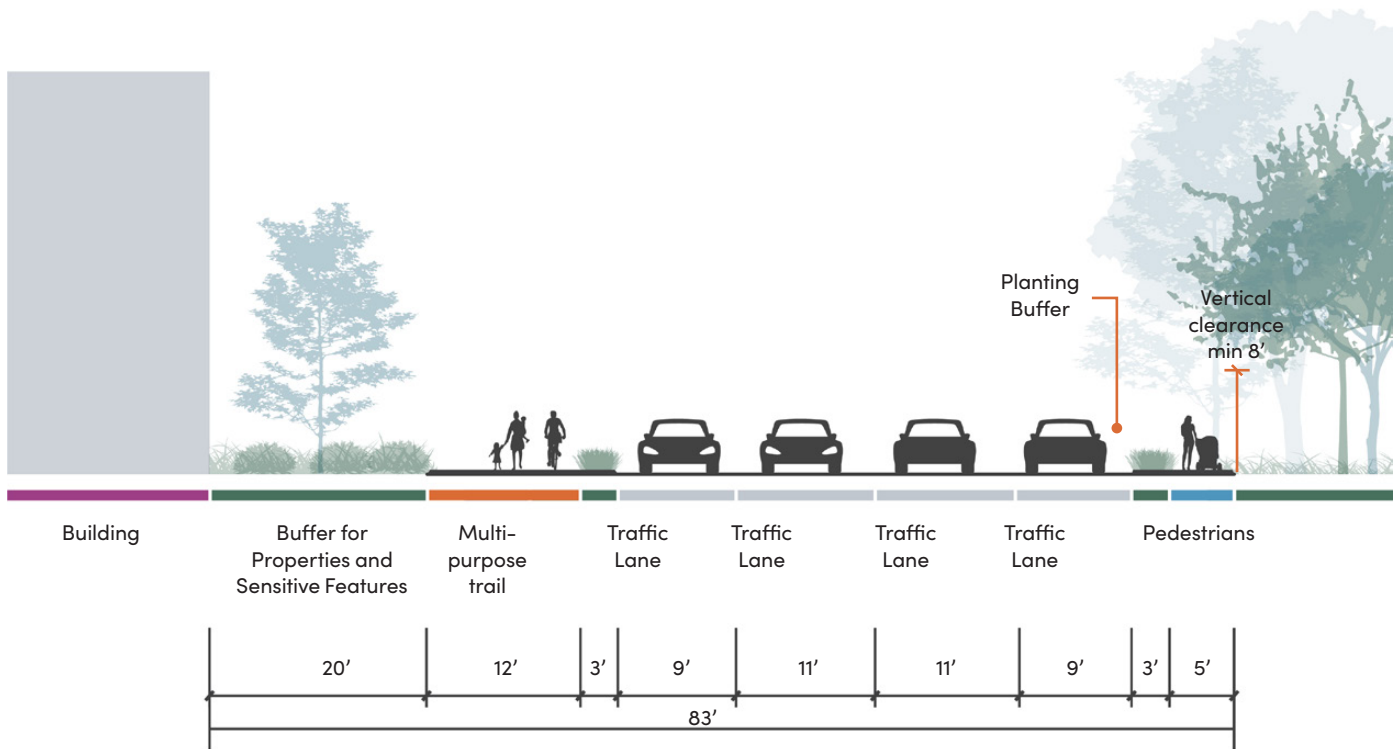 Planting
Buffer
Vertical
clearance
min 8’
Building
Buffer for
Properties and
Sensitive Features
Multi-
purpose
trail
Traffic
Lane
Traffic
Lane
Traffic
Lane
Traffic
Lane
Pedestrians
20’
12’
3’
9’
11’
11’
9’
3’
5’
83’